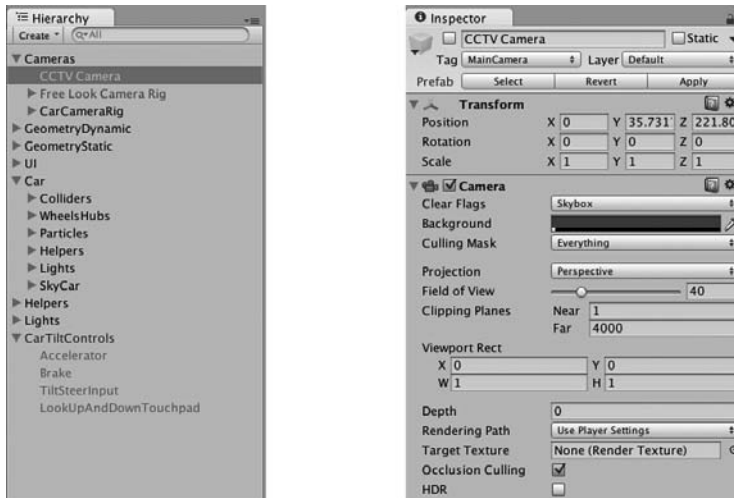 Hierarchy
Create
All
Cameras
CCTV Camera
Free Look Camera Rig
CarCameraRig
GeometryDynamic
GeometryStatic
UI
Car
Colliders
WheelsHubs
Particles
Helpers
Lights
SkyCar
Helpers
Lights
CarTiltControls
Accelerator
Brake
TiltSteerInput
LookUpAndDownTouchpad
Inspector
CCTV Camera Static
Tag MainCamera Layer Default
Prefab Select Revert Apply
Transform
Position X 0 Y 35.731 Z 221.80
Rotation X 0 Y 0 Z 0
Scale X 1 Y 1 Z 1
Camera
Clear Flags Skybox
Background
Culling Mask Everything
Projection Perspective
Field of View 40
Clipping Planes Near 1
Far 4000
Viewport Rect
X 0 Y 0
W 1 H 1
Depth 0
Rendering Path Use Player Settings
Target Texture None (Render Texture)
Occlusion Culling
HDR